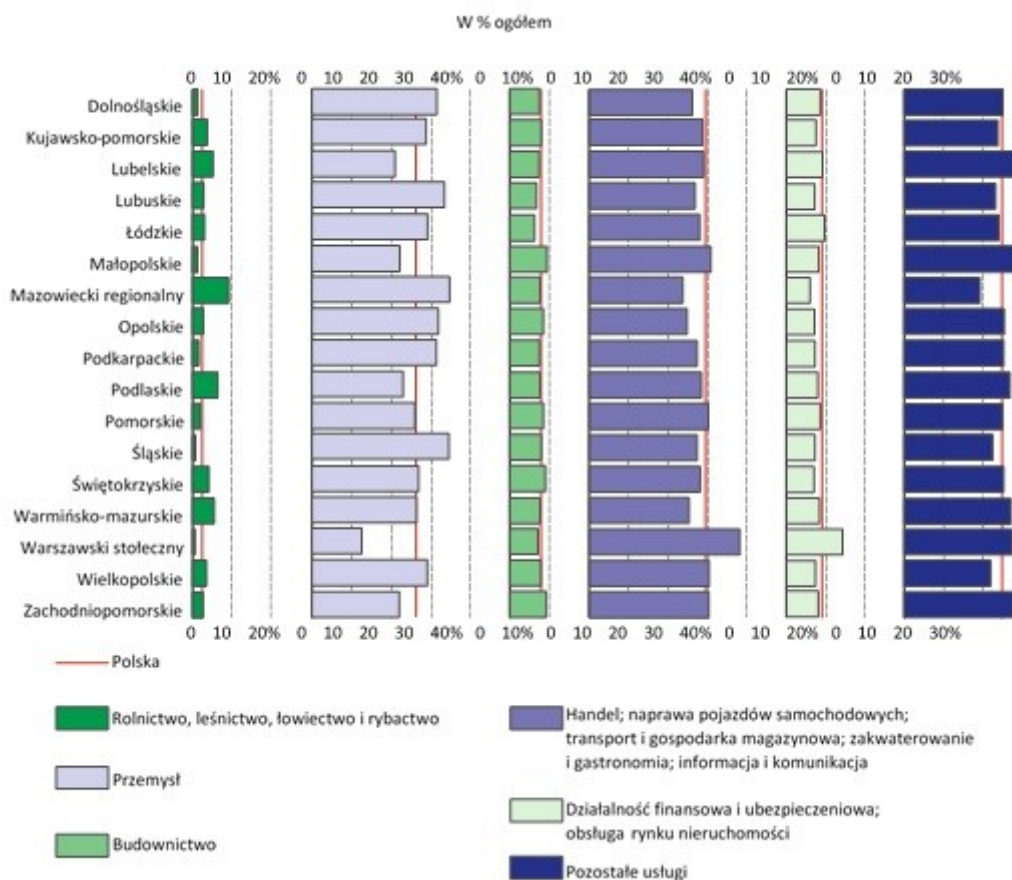 W % ogółem
0 10 20% 0 10 20 30 40% 0 10% 0 10 20 30 40% 0 10 20% 0 10 20 30%
Dolnośląskie
Kujawsko-pomorskie
Lubelskie
Lubuskie
Łódzkie
Małopolskie
Mazowiecki regionalny
Opolskie
Podkarpackie
Podlaskie
Pomorskie
Śląskie
Świętokrzyskie
Warmińsko-mazurskie
Warszawski stołeczny
Wielkopolskie
Zachodniopomorskie
0 10 20% 0 10 20 30 40% 0 10% 0 10 20 30 40% 0 10 20% 0 10 20 30%
Polska
Rolnictwo, leśnictwo, łowiectwo i rybactwo
Przemysł
Budownictwo
Handel; naprawa pojazdów samochodowych;
transport i gospodarka magazynowa; zakwaterowanie
i gastronomia; informacja i komunikacja
Działalność finansowa i ubezpieczeniowa;
obsługa rynku nieruchomości
Pozostałe usługi